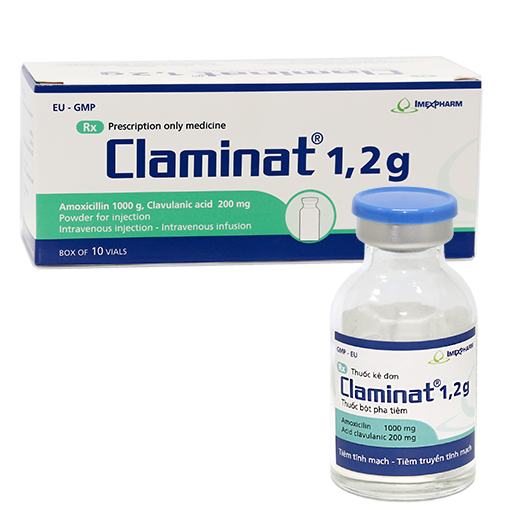 Claminat 1,2g
EU - GMP
IMEXPHARM
Rx Prescription only medicine
Claminat® 1,2g
Amoxicillin 1000 g, Clavulanic acid 200 mg
Powder for injection
Intravenous injection - Intravenous infusion
BOX OF 10 VIALS
IMEXPHARM
GMP - EU
Rx Thuốc kê đơn
Claminat® 1,2g
Thuốc bột pha tiêm
Amoxicillin 1000 mg
Acid clavulanic 200 mg
Tiêm tĩnh mạch - Tiêm truyền tĩnh mạch